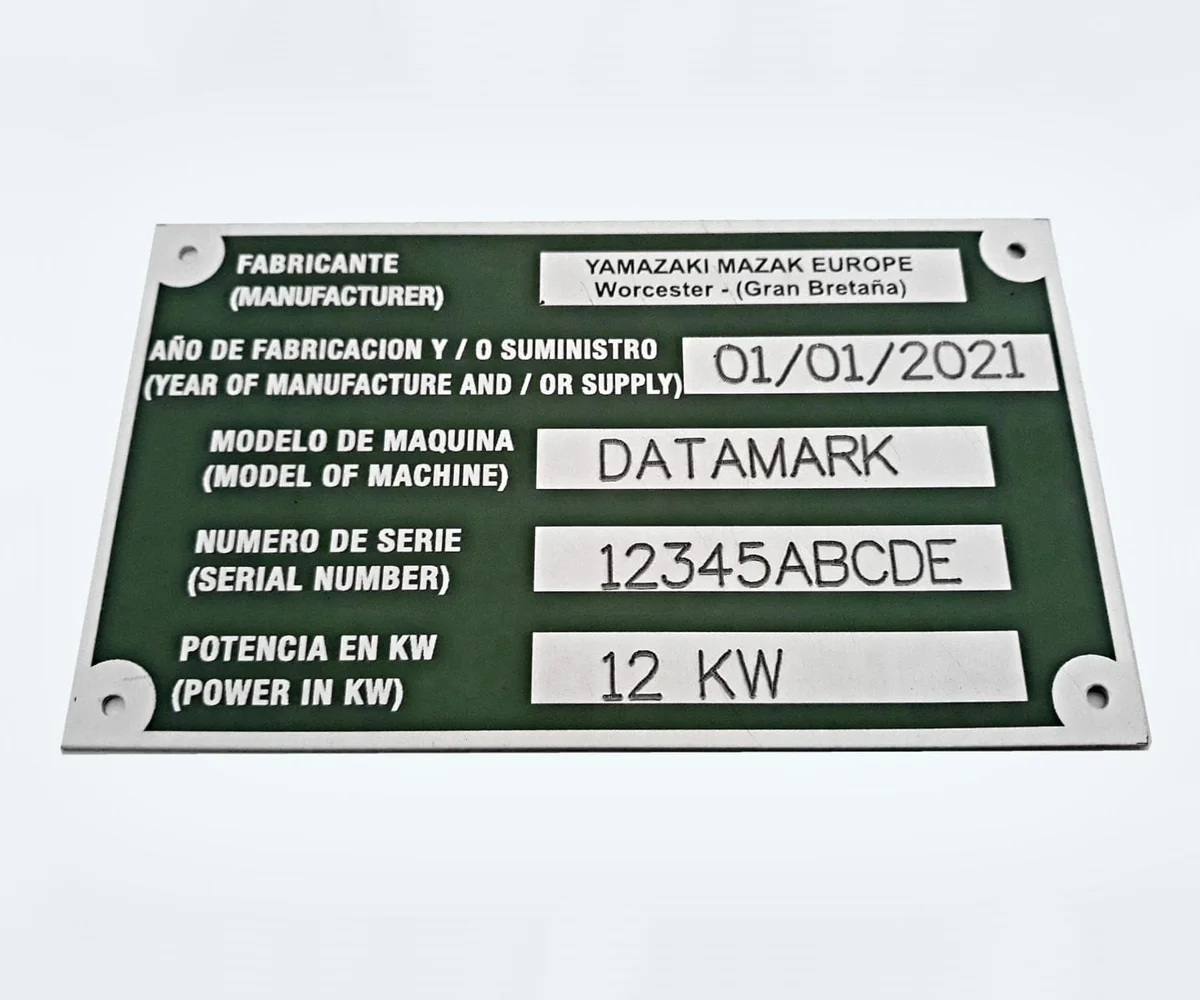 FABRICANTE
(MANUFACTURER)
YAMAZAKI MAZAK EUROPE
Worcester - (Gran Bretaña)
AÑO DE FABRICACION Y / O SUMINISTRO
(YEAR OF MANUFACTURE AND / OR SUPPLY)
01/01/2021
MODELO DE MAQUINA
(MODEL OF MACHINE)
DATAMARK
NUMERO DE SERIE
(SERIAL NUMBER)
12345ABCDE
POTENCIA EN KW
(POWER IN KW)
12 KW